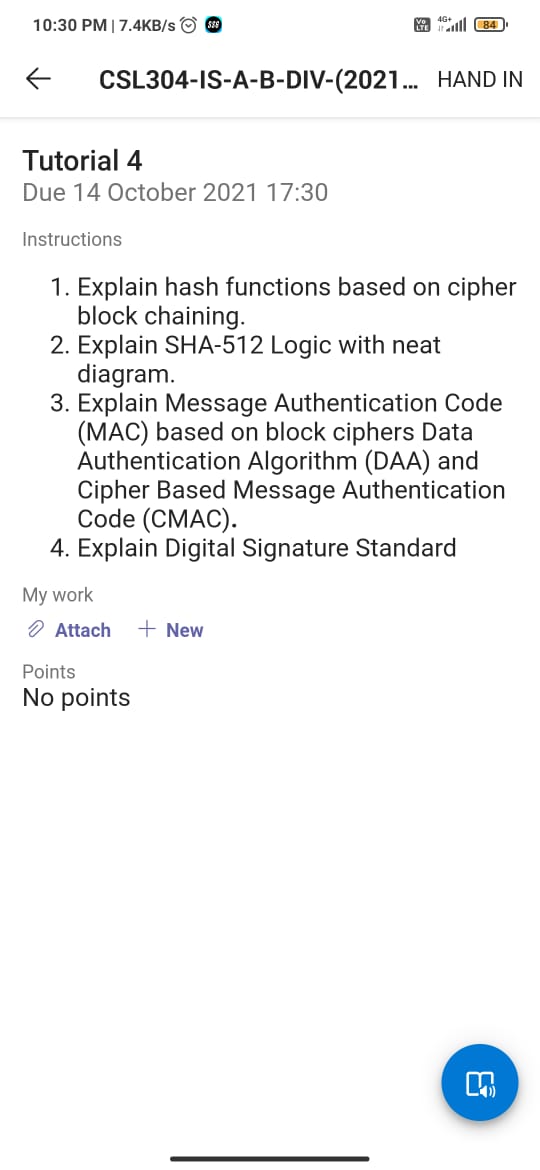 10:30 PM | 7.4KB/s
Vo LTE 4G+ 84
CSL304-IS-A-B-DIV-(2021... HAND IN
Tutorial 4
Due 14 October 2021 17:30
Instructions
1. Explain hash functions based on cipher
block chaining.
2. Explain SHA-512 Logic with neat
diagram.
3. Explain Message Authentication Code
(MAC) based on block ciphers Data
Authentication Algorithm (DAA) and
Cipher Based Message Authentication
Code (CMAC).
4. Explain Digital Signature Standard
My work
Attach + New
Points
No points